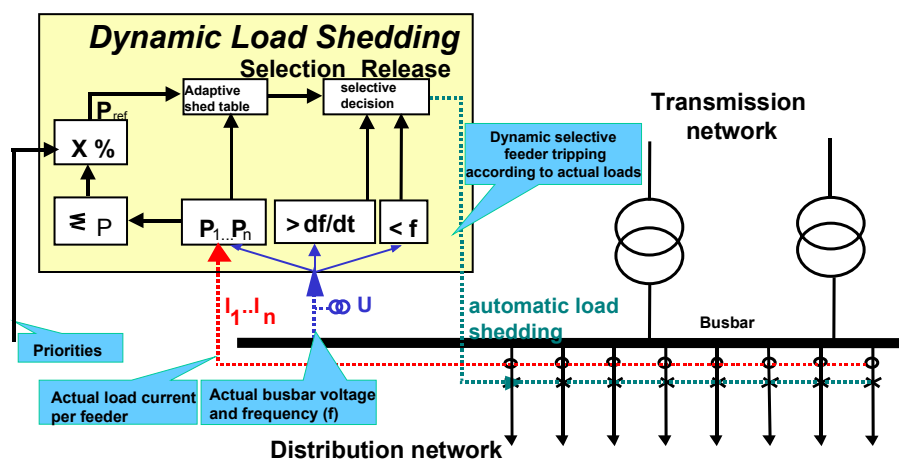 Dynamic Load Shedding
Selection Release
Adaptive
shed table
selective
decision
Pref
X %
≶ P
P1...Pn
> df/dt
< f
Transmission
network
Dynamic selective
feeder tripping
according to actual loads
I1..In
U
automatic load
shedding
Busbar
Priorities
Actual load current
per feeder
Actual busbar voltage
and frequency (f)
Distribution network